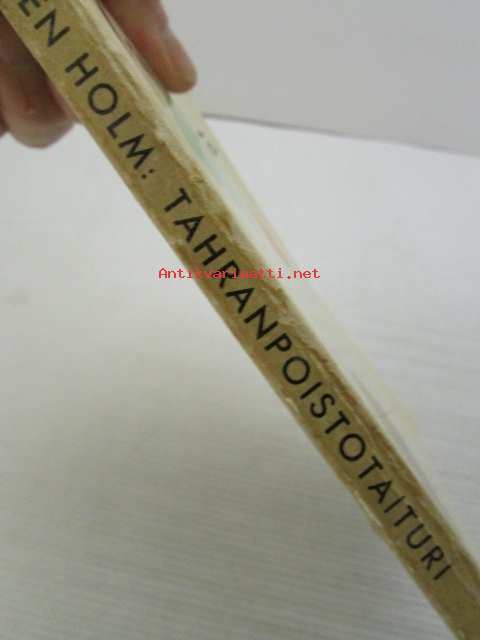 EN HOLM: TAHRANPOISTOTAITURI
Antikvariaatti.net